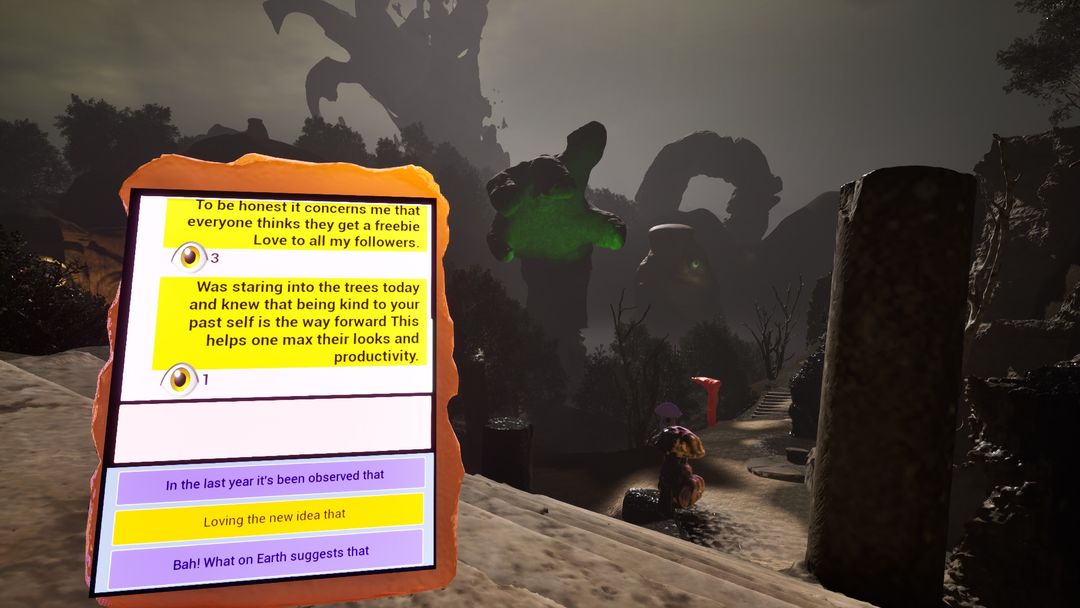 To be honest it concerns me that
everyone thinks they get a freebie
Love to all my followers.
3
Was staring into the trees today
and knew that being kind to your
past self is the way forward This
helps one max their looks and
productivity.
1
In the last year it's been observed that
Loving the new idea that
Bah! What on Earth suggests that